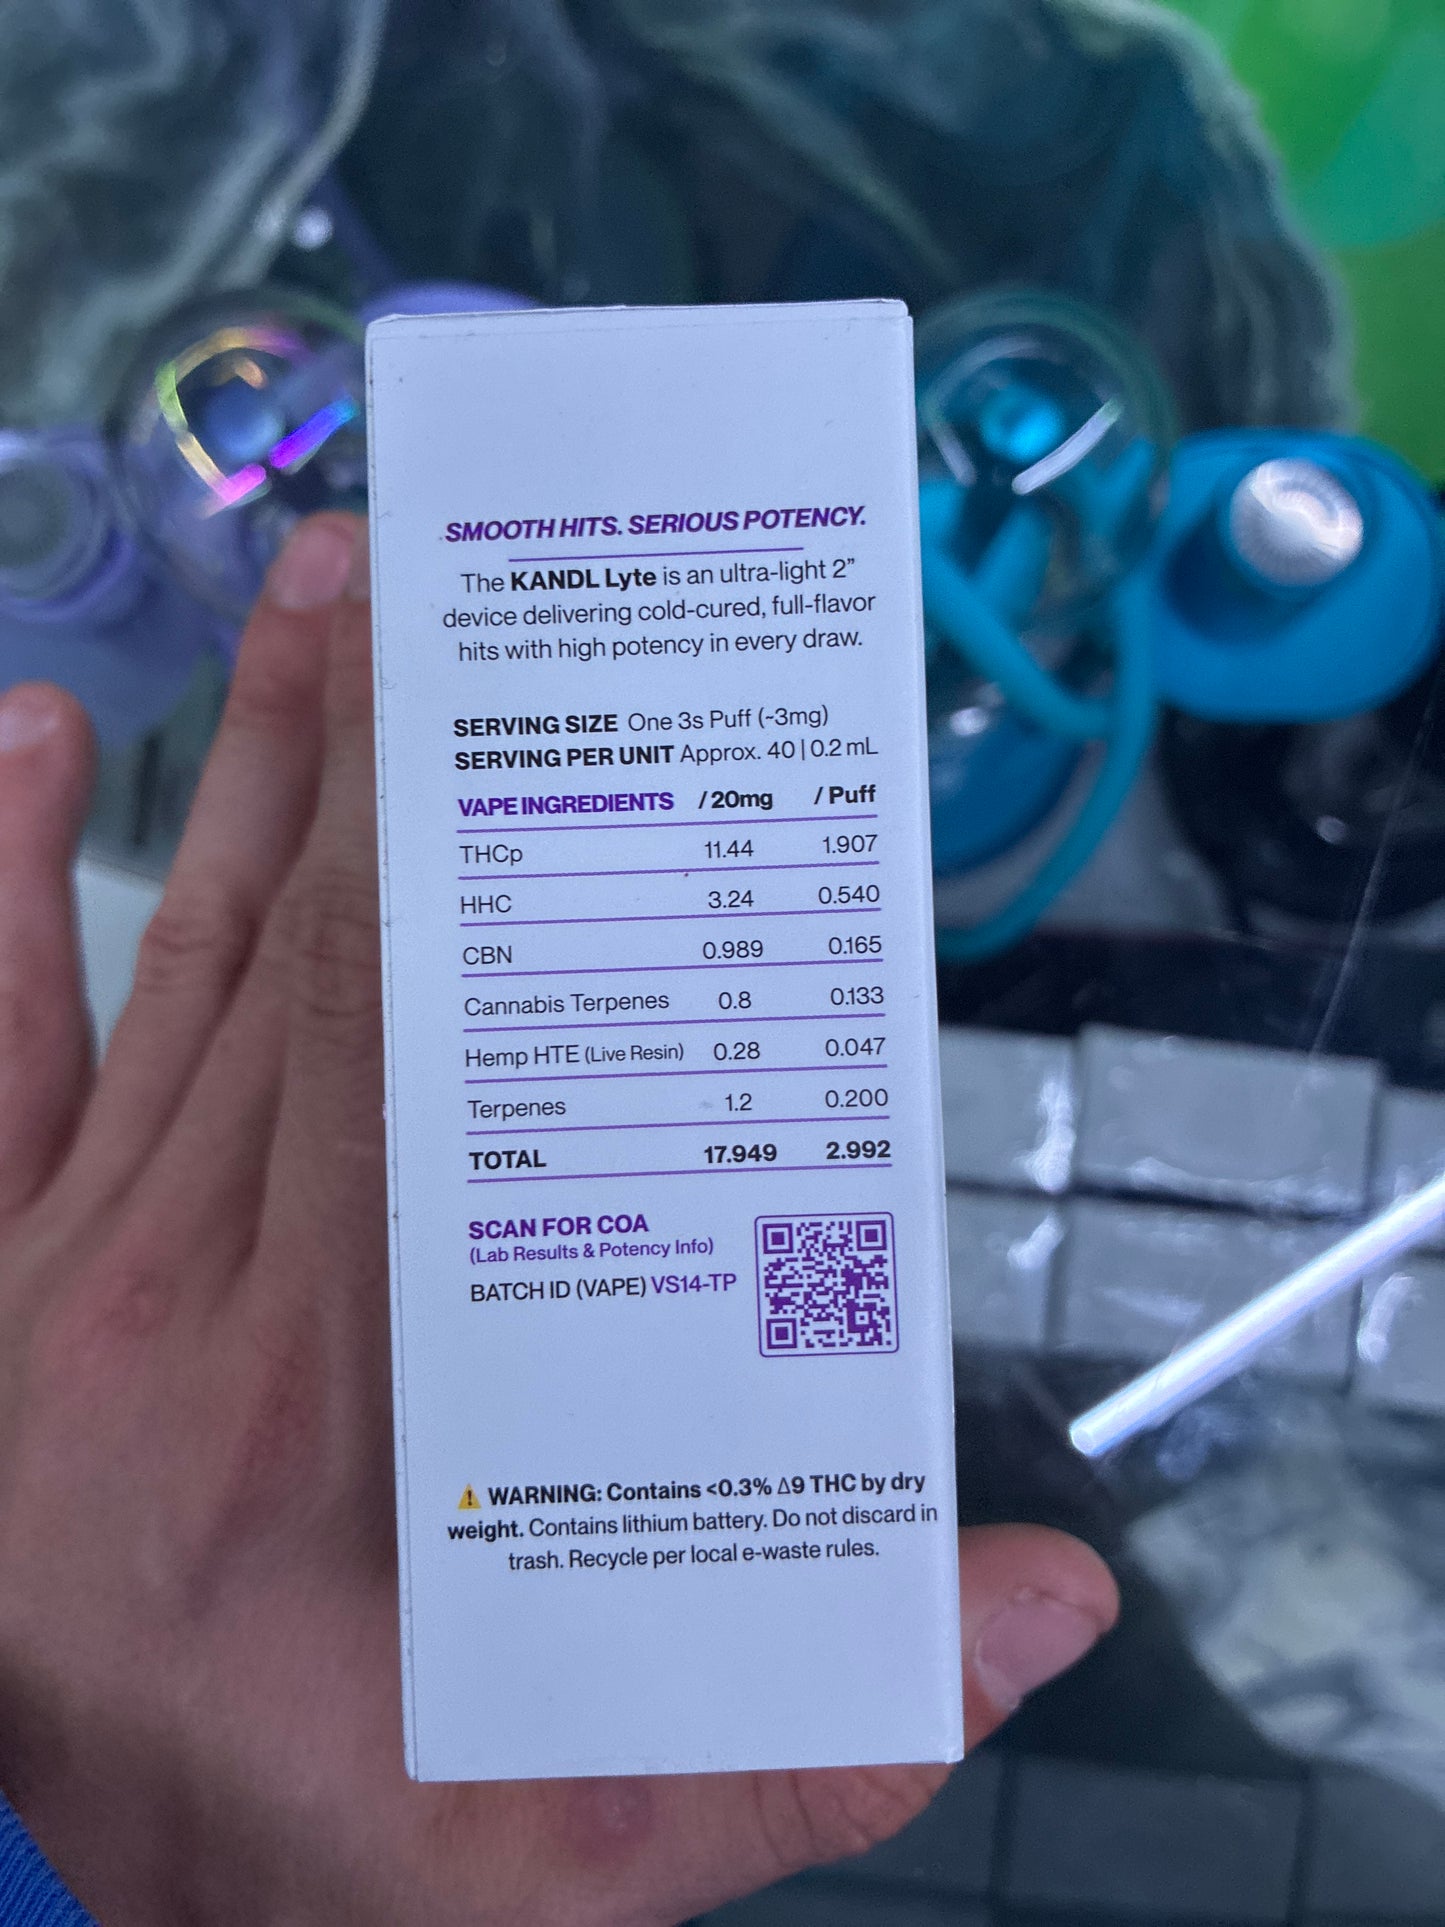 SMOOTH HITS. SERIOUS POTENCY.
The KANDL Lyte is an ultra-light 2”
device delivering cold-cured, full-flavor
hits with high potency in every draw.
SERVING SIZE One 3s Puff (~3mg)
SERVING PER UNIT Approx. 40 | 0.2 mL
VAPE INGREDIENTS / 20mg / Puff
THCp 11.44 1.907
HHC 3.24 0.540
CBN 0.989 0.165
Cannabis Terpenes 0.8 0.133
Hemp HTE (Live Resin) 0.28 0.047
Terpenes 1.2 0.200
TOTAL 17.949 2.992
SCAN FOR COA
(Lab Results & Potency Info)
BATCH ID (VAPE) VS14-TP
⚠ WARNING: Contains <0.3% Δ9 THC by dry
weight. Contains lithium battery. Do not discard in
trash. Recycle per local e-waste rules.